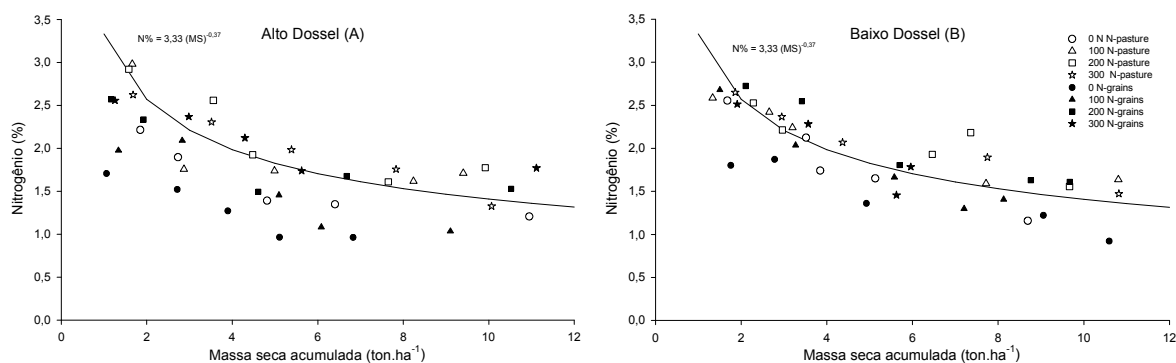 Alto Dossel (A)
N% = 3,33 (MS)-0,37
Nitrogênio (%)
3,5
3,0
2,5
2,0
1,5
1,0
0,5
0,0
0 2 4 6 8 10 12
Massa seca acumulada (ton.ha-1)
Baixo Dossel (B)
N% = 3,33 (MS)-0,37
0 N N-pasture
100 N-pasture
200 N-pasture
300 N-pasture
0 N-grains
100 N-grains
200 N-grains
300 N-grains
Nitrogênio (%)
3,5
3,0
2,5
2,0
1,5
1,0
0,5
0,0
0 2 4 6 8 10 12
Massa seca acumulada (ton.ha-1)